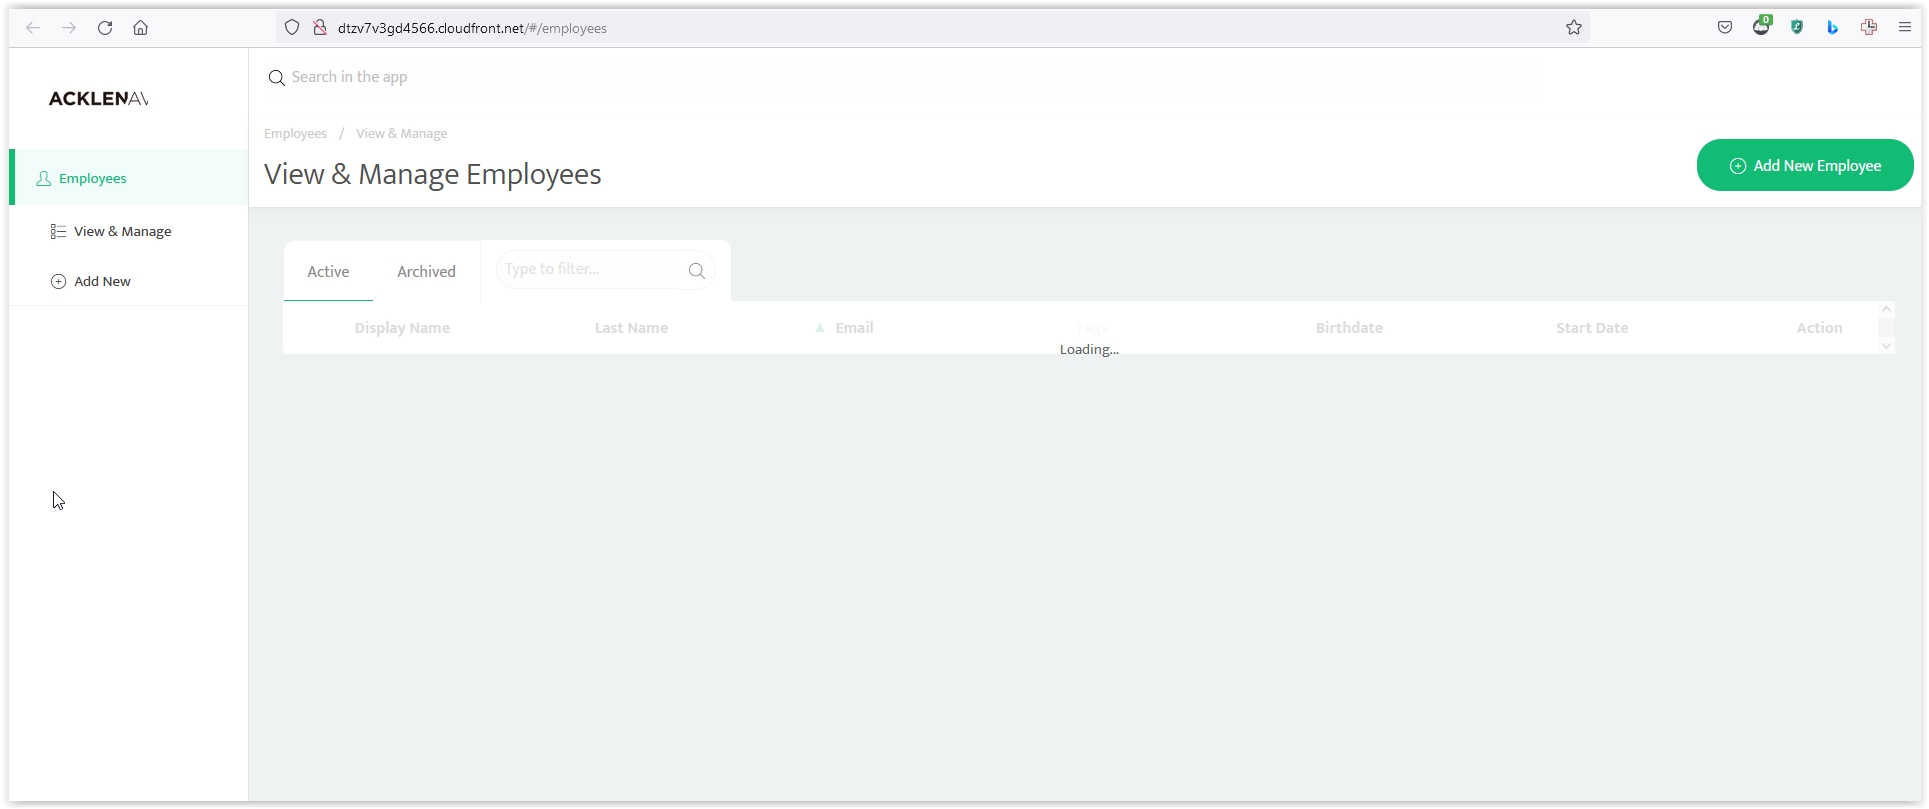 dtzv7v3gd4566.cloudfront.net/#/employees
0
ACKLENAV
Search in the app
Employees / View & Manage
View & Manage Employees
Add New Employee
Employees
View & Manage
Add New
Active
Archived
Type to filter...
Display Name
Last Name
Email
Tags
Birthdate
Start Date
Action
Loading...